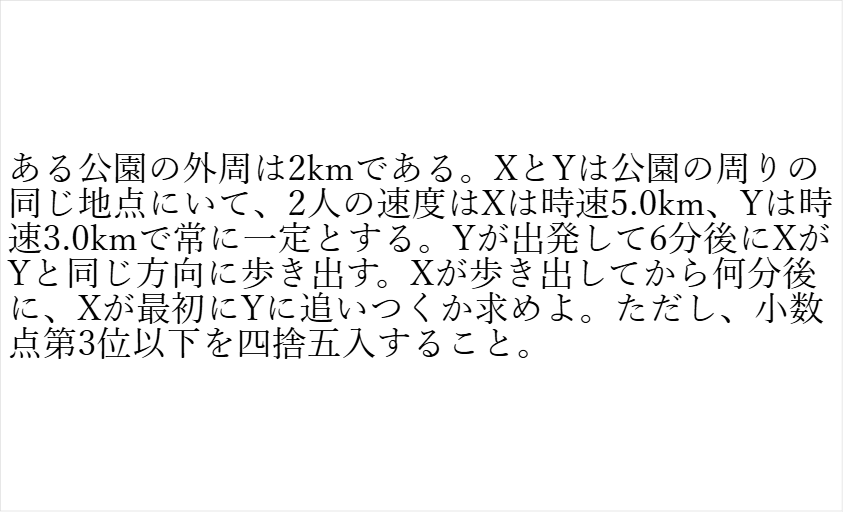 ある公園の外周は2kmである。XとYは公園の周りの
同じ地点にいて、2人の速度はXは時速5.0km、Yは時
速3.0kmで常に一定とする。Yが出発して6分後にXが
Yと同じ方向に歩き出す。Xが歩き出してから何分後
に、Xが最初にYに追いつくか求めよ。ただし、小数
点第3位以下を四捨五入すること。